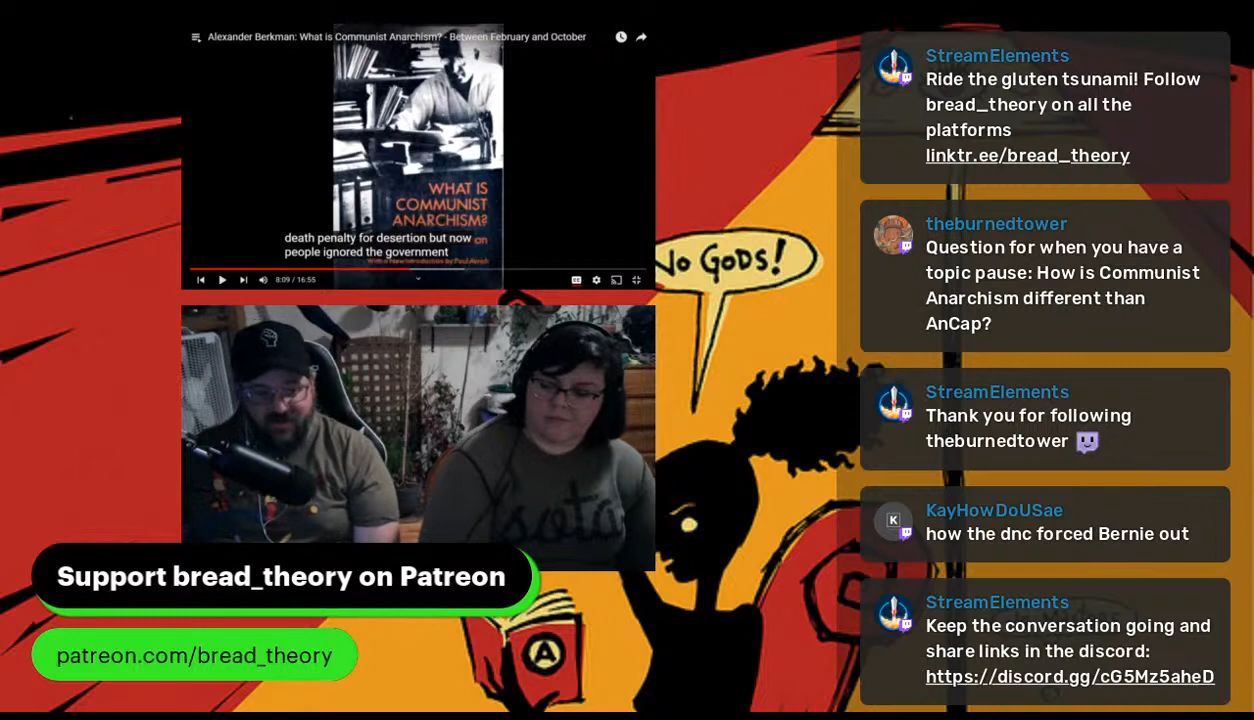 Alexander Berkman: What is Communist Anarchism? - Between February and October
WHAT IS
COMMUNIST
ANARCHISM?
death penalty for desertion but now on
people ignored the government
8:09 / 16:55
No GODS!
Support bread_theory on Patreon
patreon.com/bread_theory
A
StreamElements
Ride the gluten tsunami! Follow
bread_theory on all the
platforms
linktr.ee/bread_theory
theburnedtower
Question for when you have a
topic pause: How is Communist
Anarchism different than
AnCap?
StreamElements
Thank you for following
theburnedtower
K
KayHowDoUSae
how the dnc forced Bernie out
StreamElements
Keep the conversation going and
share links in the discord:
https://discord.gg/cG5Mz5aheD